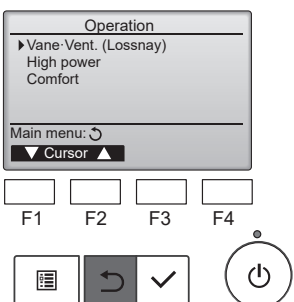 Operation
Vane·Vent. (Lossnay)
High power
Comfort
Main menu:
Cursor
F1 F2 F3 F4